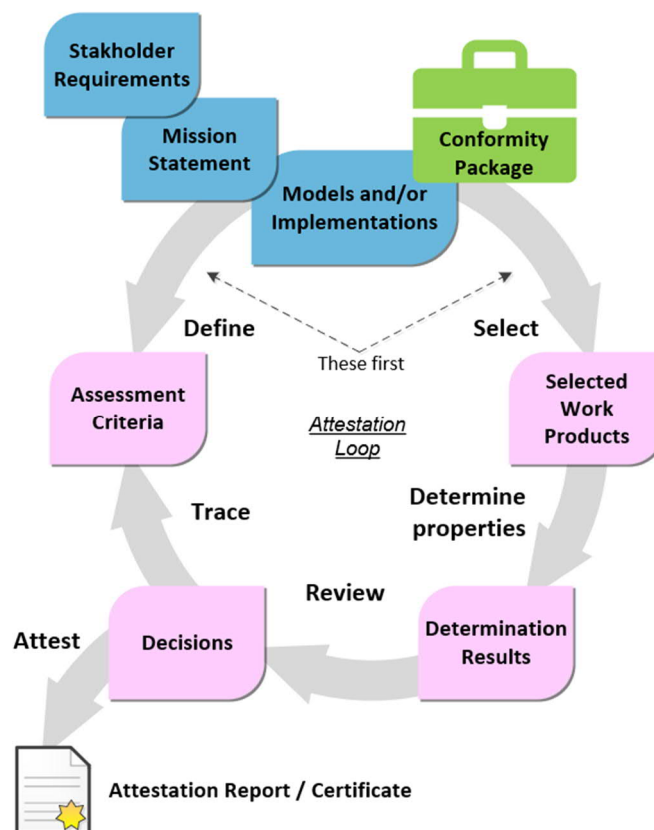 Stakholder
Requirements
Mission
Statement
Conformity
Package
Models and/or
Implementations
Define
Select
These first
Assessment
Criteria
Attestation
Loop
Selected
Work
Products
Trace
Determine
properties
Review
Attest
Decisions
Determination
Results
Attestation Report / Certificate